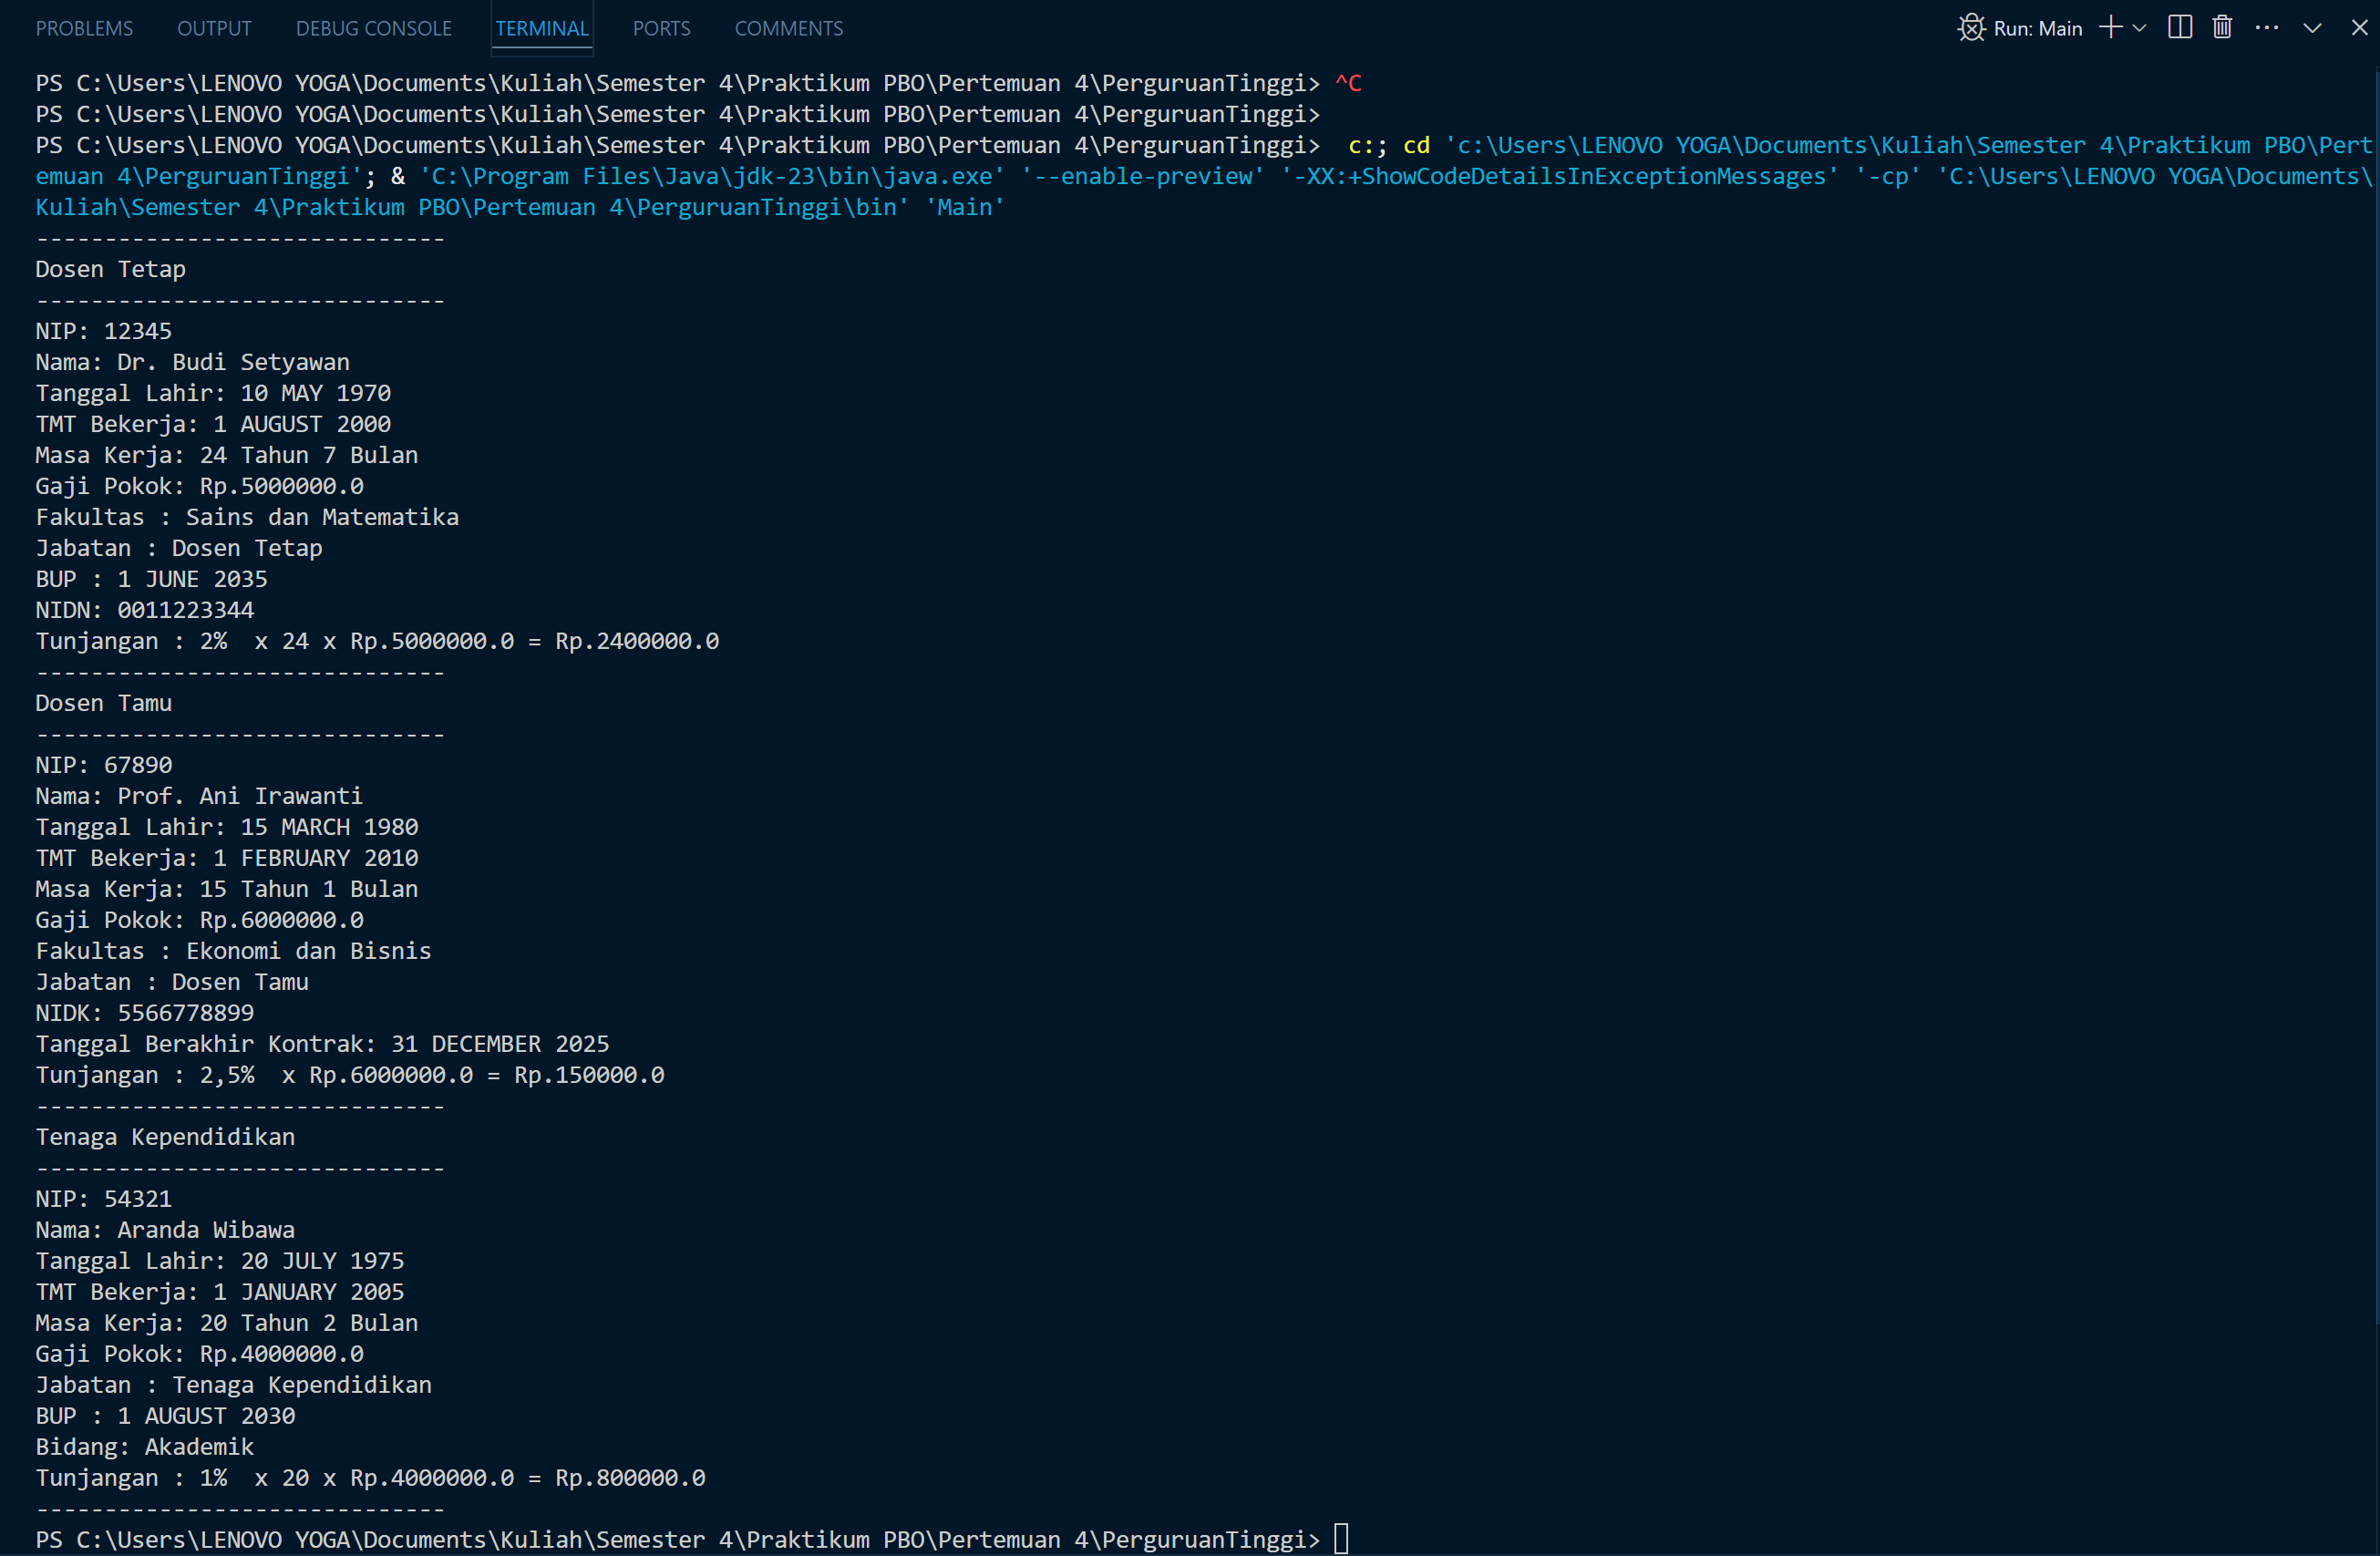 PROBLEMS OUTPUT DEBUG CONSOLE TERMINAL PORTS COMMENTS Run: Main
PS C:\Users\LENOVO YOGA\Documents\Kuliah\Semester 4\Praktikum PBO\Pertemuan 4\PerguruanTinggi> ^C
PS C:\Users\LENOVO YOGA\Documents\Kuliah\Semester 4\Praktikum PBO\Pertemuan 4\PerguruanTinggi>
PS C:\Users\LENOVO YOGA\Documents\Kuliah\Semester 4\Praktikum PBO\Pertemuan 4\PerguruanTinggi>  c:; cd 'c:\Users\LENOVO YOGA\Documents\Kuliah\Semester 4\Praktikum PBO\Pert
emuan 4\PerguruanTinggi'; & 'C:\Program Files\Java\jdk-23\bin\java.exe' '--enable-preview' '-XX:+ShowCodeDetailsInExceptionMessages' '-cp' 'C:\Users\LENOVO YOGA\Documents\
Kuliah\Semester 4\Praktikum PBO\Pertemuan 4\PerguruanTinggi\bin' 'Main'
------------------------------
Dosen Tetap
------------------------------
NIP: 12345
Nama: Dr. Budi Setyawan
Tanggal Lahir: 10 MAY 1970
TMT Bekerja: 1 AUGUST 2000
Masa Kerja: 24 Tahun 7 Bulan
Gaji Pokok: Rp.5000000.0
Fakultas : Sains dan Matematika
Jabatan : Dosen Tetap
BUP : 1 JUNE 2035
NIDN: 0011223344
Tunjangan : 2%  x 24 x Rp.5000000.0 = Rp.2400000.0
------------------------------
Dosen Tamu
------------------------------
NIP: 67890
Nama: Prof. Ani Irawanti
Tanggal Lahir: 15 MARCH 1980
TMT Bekerja: 1 FEBRUARY 2010
Masa Kerja: 15 Tahun 1 Bulan
Gaji Pokok: Rp.6000000.0
Fakultas : Ekonomi dan Bisnis
Jabatan : Dosen Tamu
NIDK: 5566778899
Tanggal Berakhir Kontrak: 31 DECEMBER 2025
Tunjangan : 2,5%  x Rp.6000000.0 = Rp.150000.0
------------------------------
Tenaga Kependidikan
------------------------------
NIP: 54321
Nama: Aranda Wibawa
Tanggal Lahir: 20 JULY 1975
TMT Bekerja: 1 JANUARY 2005
Masa Kerja: 20 Tahun 2 Bulan
Gaji Pokok: Rp.4000000.0
Jabatan : Tenaga Kependidikan
BUP : 1 AUGUST 2030
Bidang: Akademik
Tunjangan : 1%  x 20 x Rp.4000000.0 = Rp.800000.0
------------------------------
PS C:\Users\LENOVO YOGA\Documents\Kuliah\Semester 4\Praktikum PBO\Pertemuan 4\PerguruanTinggi>